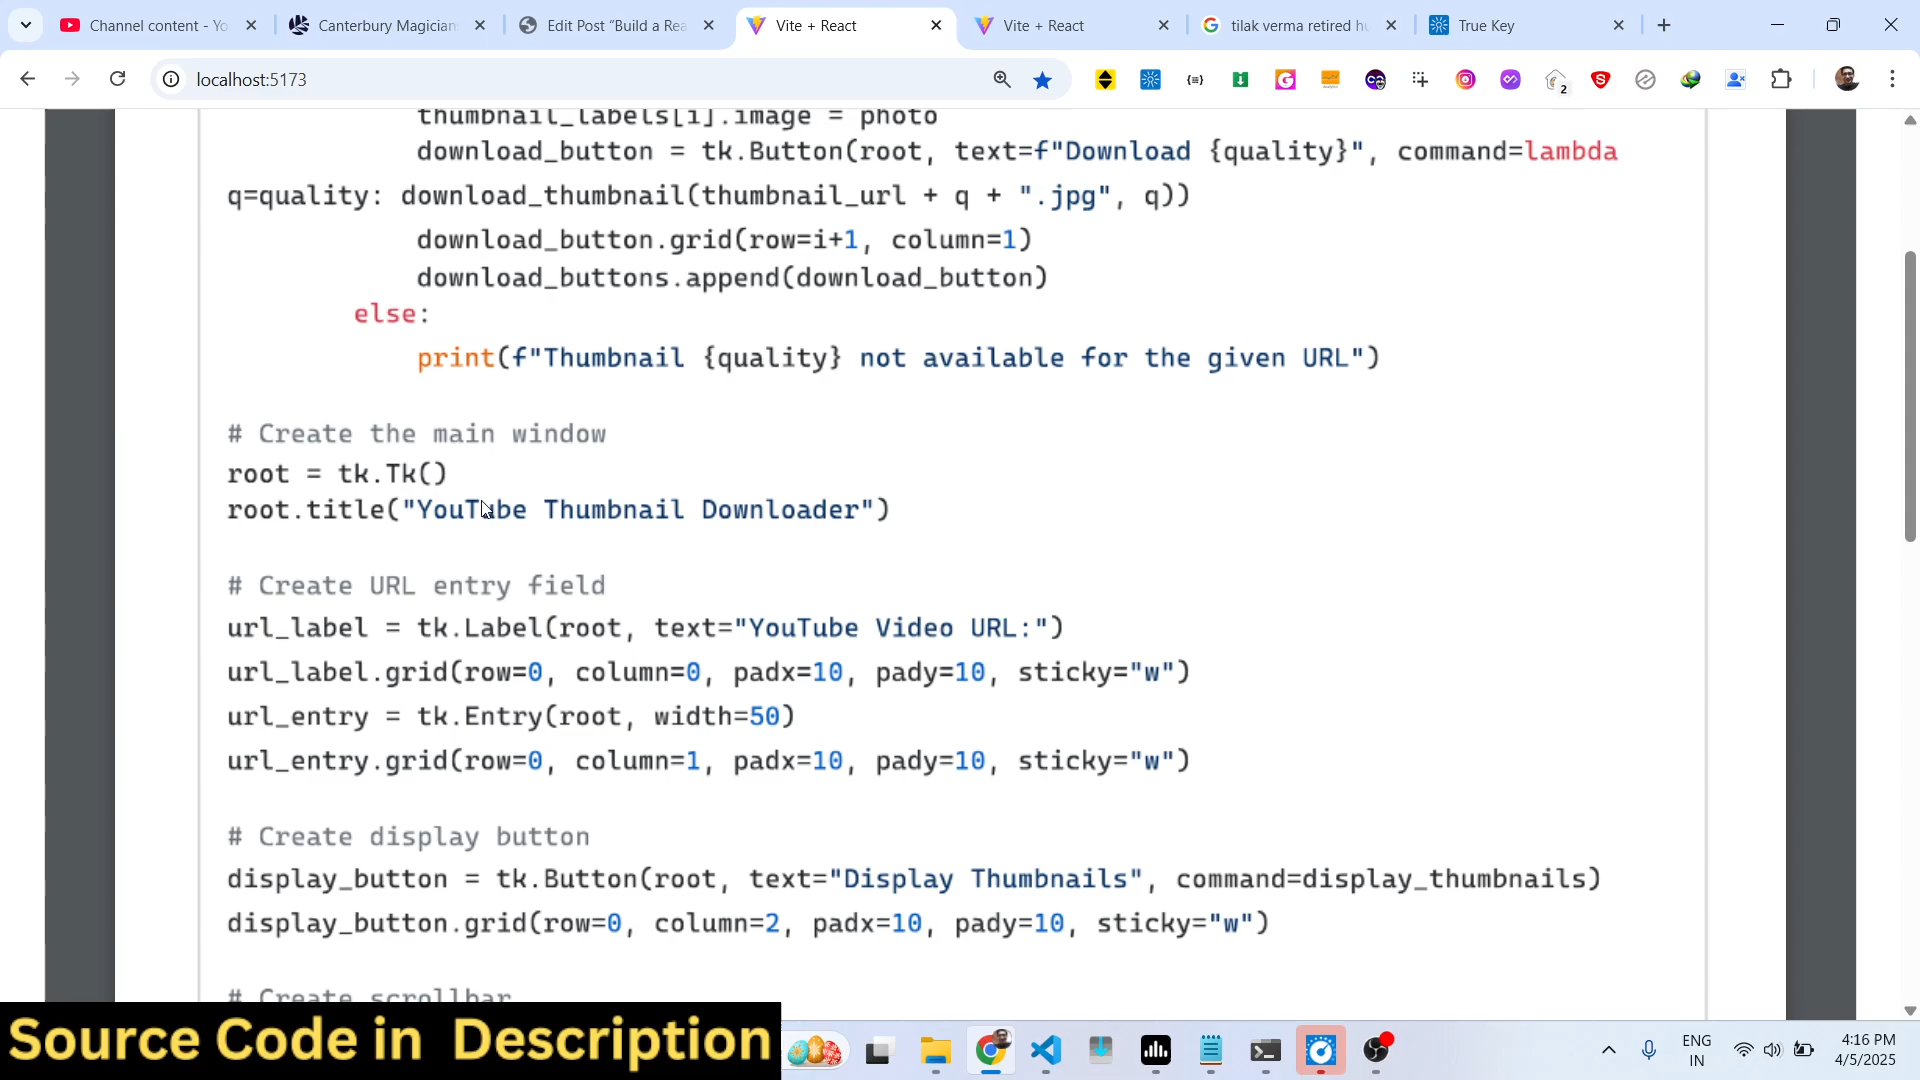 Channel content - Yo
Canterbury Magician
Edit Post “Build a Rea
Vite + React
Vite + React
tilak verma retired hu
True Key
localhost:5173
2
thumbnail_labels[i].image = photo
download_button = tk.Button(root, text=f"Download {quality}", command=lambda
q=quality: download_thumbnail(thumbnail_url + q + ".jpg", q))
download_button.grid(row=i+1, column=1)
download_buttons.append(download_button)
else:
print(f"Thumbnail {quality} not available for the given URL")
# Create the main window
root = tk.Tk()
root.title("YouTube Thumbnail Downloader")
# Create URL entry field
url_label = tk.Label(root, text="YouTube Video URL:")
url_label.grid(row=0, column=0, padx=10, pady=10, sticky="w")
url_entry = tk.Entry(root, width=50)
url_entry.grid(row=0, column=1, padx=10, pady=10, sticky="w")
# Create display button
display_button = tk.Button(root, text="Display Thumbnails", command=display_thumbnails)
display_button.grid(row=0, column=2, padx=10, pady=10, sticky="w")
# Create scrollbar
Source Code in Description
ENG
IN
4:16 PM
4/5/2025